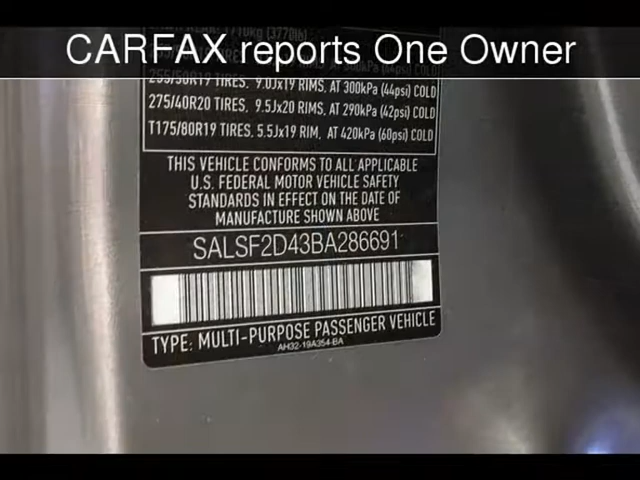 CARFAX reports One Owner
1710kg (3770lb)
255/50R19 TIRES, 9.0Jx19 RIMS, AT 300kPa (44psi) COLD
275/40R20 TIRES, 9.5Jx20 RIMS, AT 290kPa (42psi) COLD
T175/80R19 TIRES, 5.5Jx19 RIM, AT 420kPa (60psi) COLD
THIS VEHICLE CONFORMS TO ALL APPLICABLE
U.S. FEDERAL MOTOR VEHICLE SAFETY
STANDARDS IN EFFECT ON THE DATE OF
MANUFACTURE SHOWN ABOVE
SALSF2D43BA286691
TYPE: MULTI-PURPOSE PASSENGER VEHICLE
AH32-19A354-BA